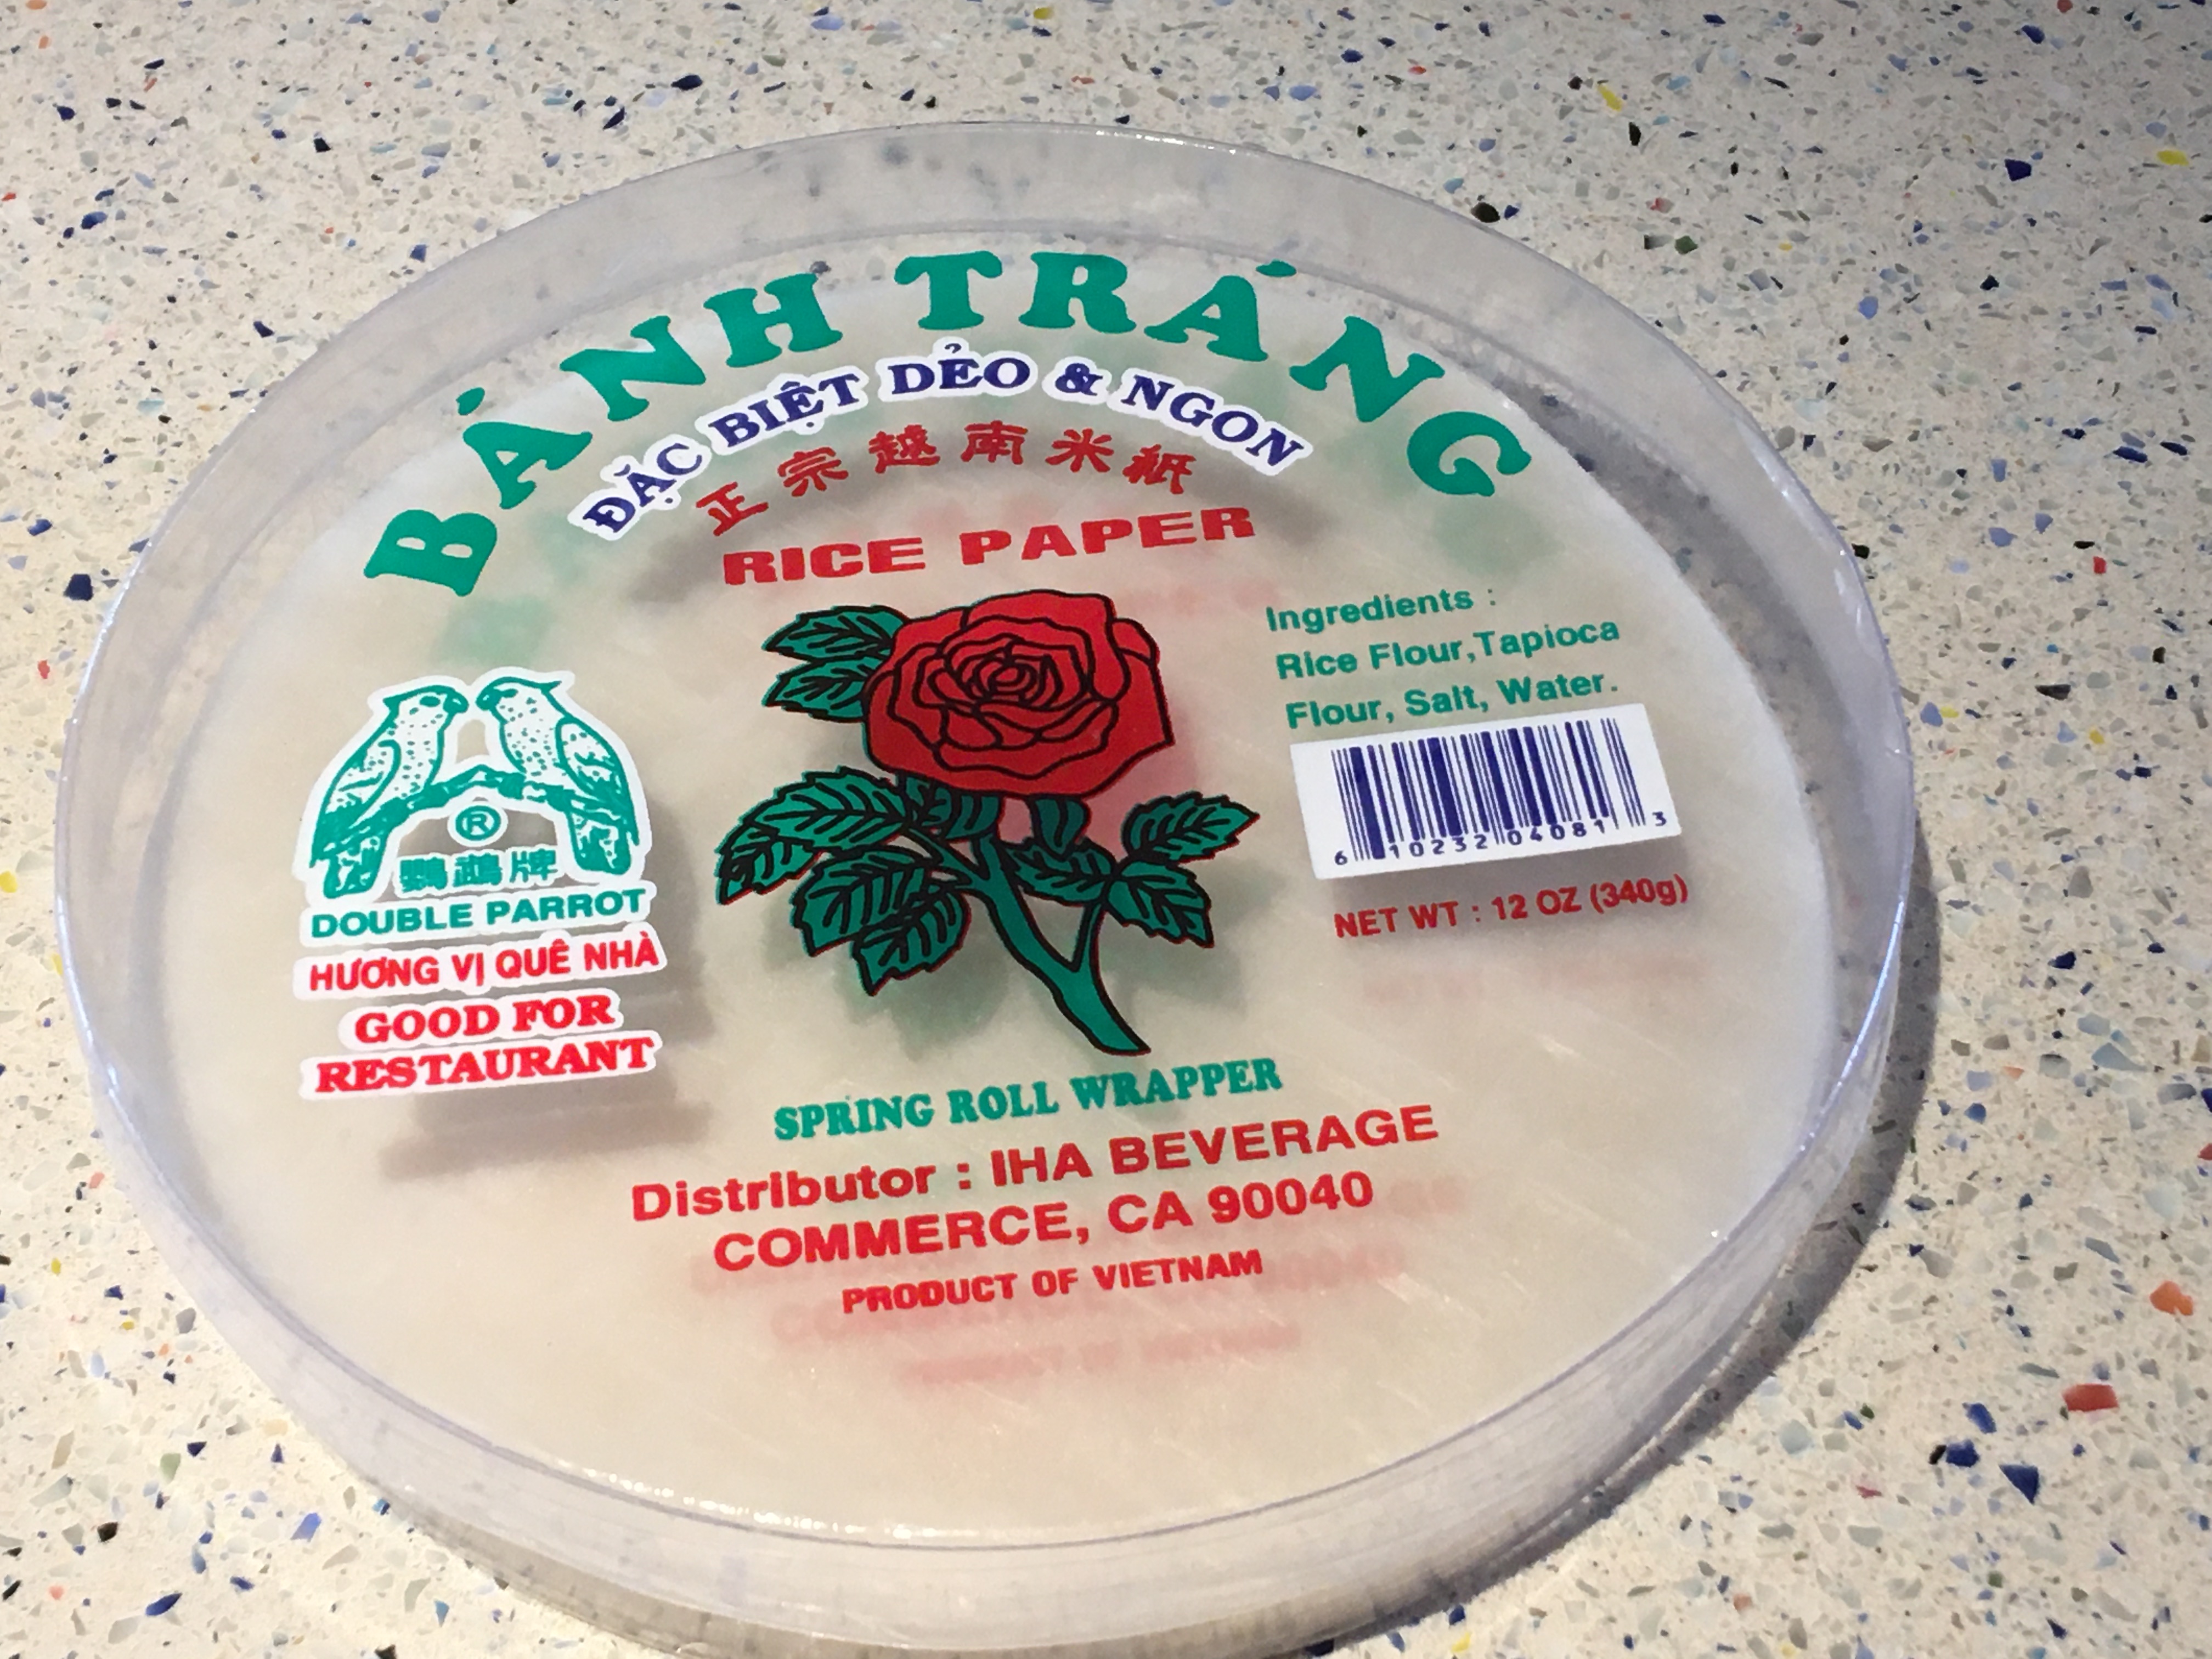 BÁNH TRÁNG
ĐẶC BIỆT DẺO & NGON
正宗越南米紙
RICE PAPER
Ingredients :
Rice Flour,Tapioca
Flour, Salt, Water.
6 10232 04081 3
NET WT : 12 OZ (340g)
®
鸚鵡牌
DOUBLE PARROT
HƯƠNG VỊ QUÊ NHÀ
GOOD FOR
RESTAURANT
SPRING ROLL WRAPPER
Distributor : IHA BEVERAGE
COMMERCE, CA 90040
PRODUCT OF VIETNAM